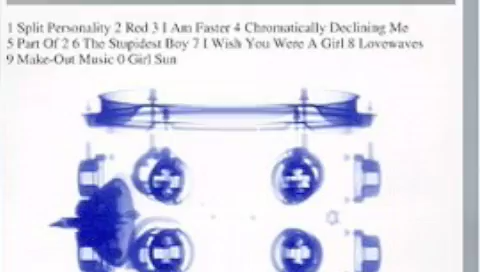 1 Split Personality 2 Red 3 I Am Faster 4 Chromatically Declining Me
5 Part Of 2 6 The Stupidest Boy 7 I Wish You Were A Girl 8 Lovewaves
9 Make-Out Music 0 Girl Sun